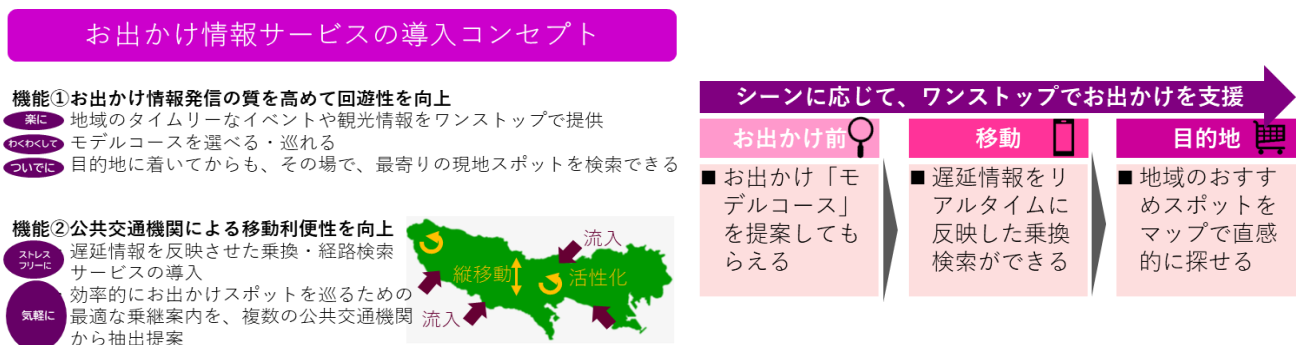 お出かけ情報サービスの導入コンセプト
機能①お出かけ情報発信の質を高めて回遊性を向上
楽に
地域のタイムリーなイベントや観光情報をワンストップで提供
わくわくして
モデルコースを選べる・巡れる
ついでに
目的地に着いてからも、その場で、最寄りの現地スポットを検索できる
機能②公共交通機関による移動利便性を向上
ストレス
フリーに
遅延情報を反映させた乗換・経路検索
サービスの導入
気軽に
効率的にお出かけスポットを巡るための
最適な乗継案内を、複数の公共交通機関
から抽出提案
流入
縦移動
活性化
流入
シーンに応じて、ワンストップでお出かけを支援
お出かけ前
■お出かけ「モ
デルコース」
を提案しても
らえる
移動
■遅延情報をリ
アルタイムに
反映した乗換
検索ができる
目的地
■地域のおすす
めスポットを
マップで直感
的に探せる